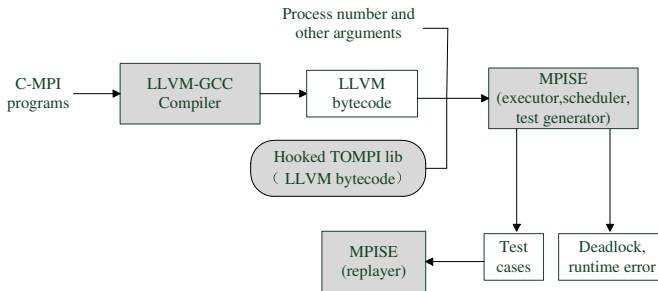 Process number and
other arguments
C-MPI
programs
LLVM-GCC
Compiler
LLVM
bytecode
MPISE
(executor,scheduler,
test generator)
Hooked TOMPI lib
（ LLVM bytecode）
MPISE
(replayer)
Test
cases
Deadlock,
runtime error